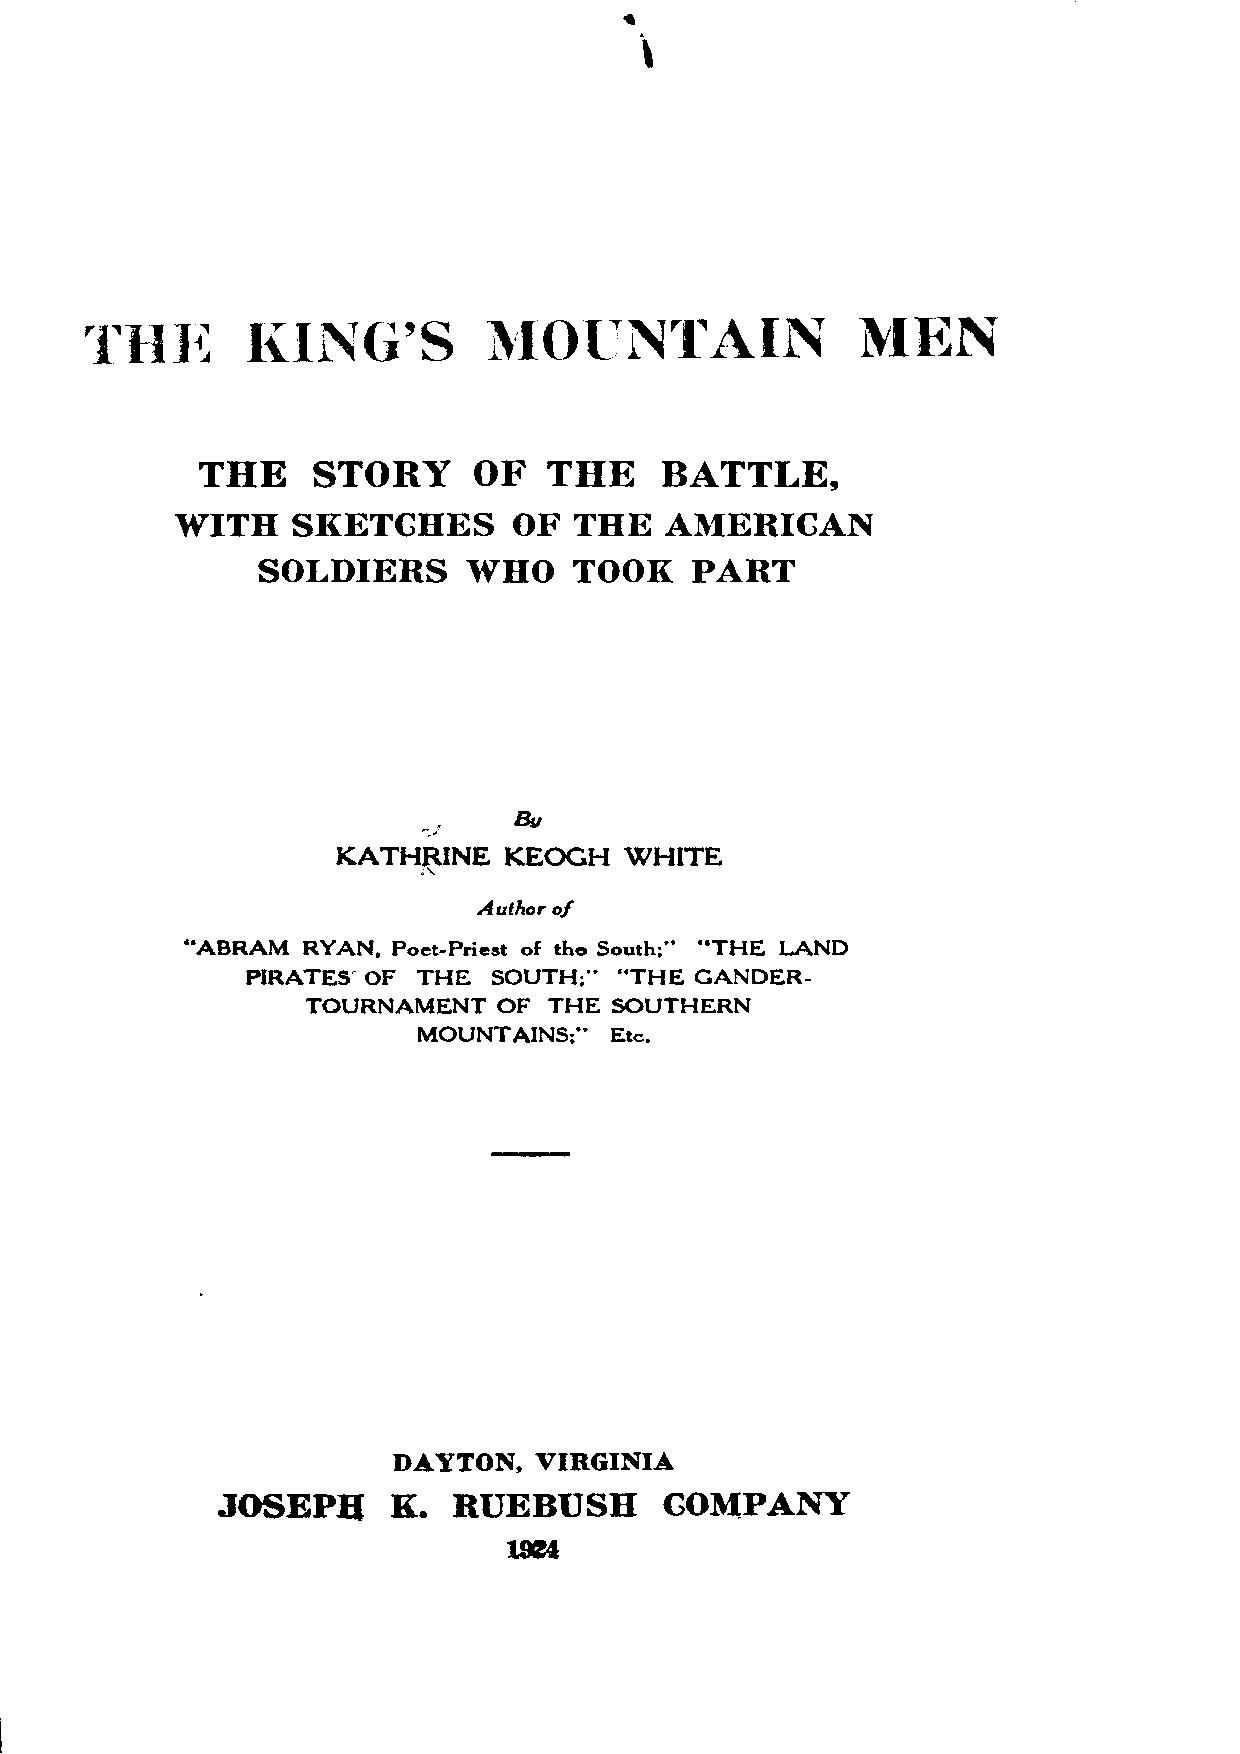 THE KING'S MOUNTAIN MEN
THE STORY OF THE BATTLE,
WITH SKETCHES OF THE AMERICAN
SOLDIERS WHO TOOK PART
By
KATHRINE KEOGH WHITE
Author of
"ABRAM RYAN, Poet-Priest of the South;" "THE LAND
PIRATES OF THE SOUTH;" "THE GANDER-
TOURNAMENT OF THE SOUTHERN
MOUNTAINS;" Etc.
DAYTON, VIRGINIA
JOSEPH K. RUEBUSH COMPANY
1924